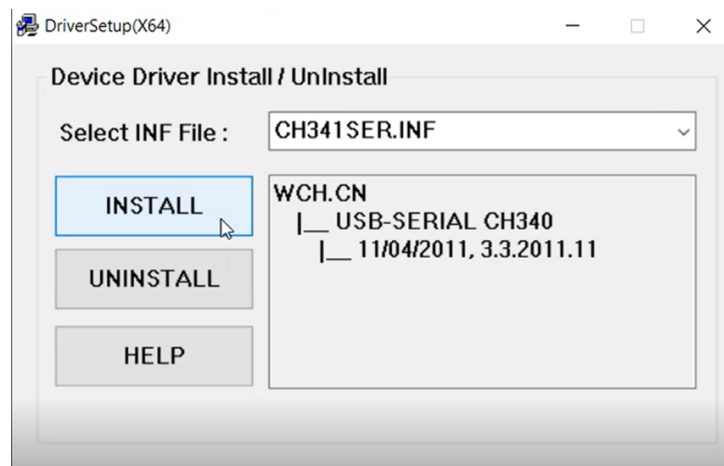 DriverSetup(X64)
Device Driver Install / UnInstall
Select INF File :
CH341SER.INF
INSTALL
UNINSTALL
HELP
WCH.CN
|__ USB-SERIAL CH340
|__ 11/04/2011, 3.3.2011.11